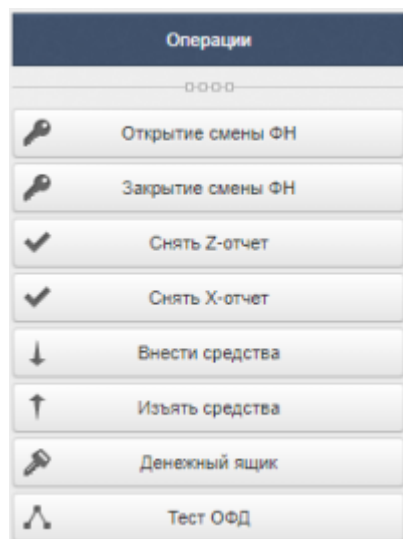 Операции
Открытие смены ФН
Закрытие смены ФН
Снять Z-отчет
Снять X-отчет
Внести средства
Изъять средства
Денежный ящик
Тест ОФД